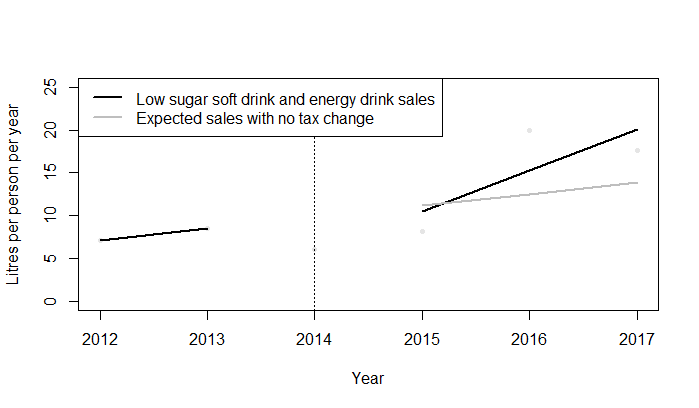 Low sugar soft drink and energy drink sales
Expected sales with no tax change
Litres per person per year
25
20
15
10
5
0
2012 2013 2014 2015 2016 2017
Year